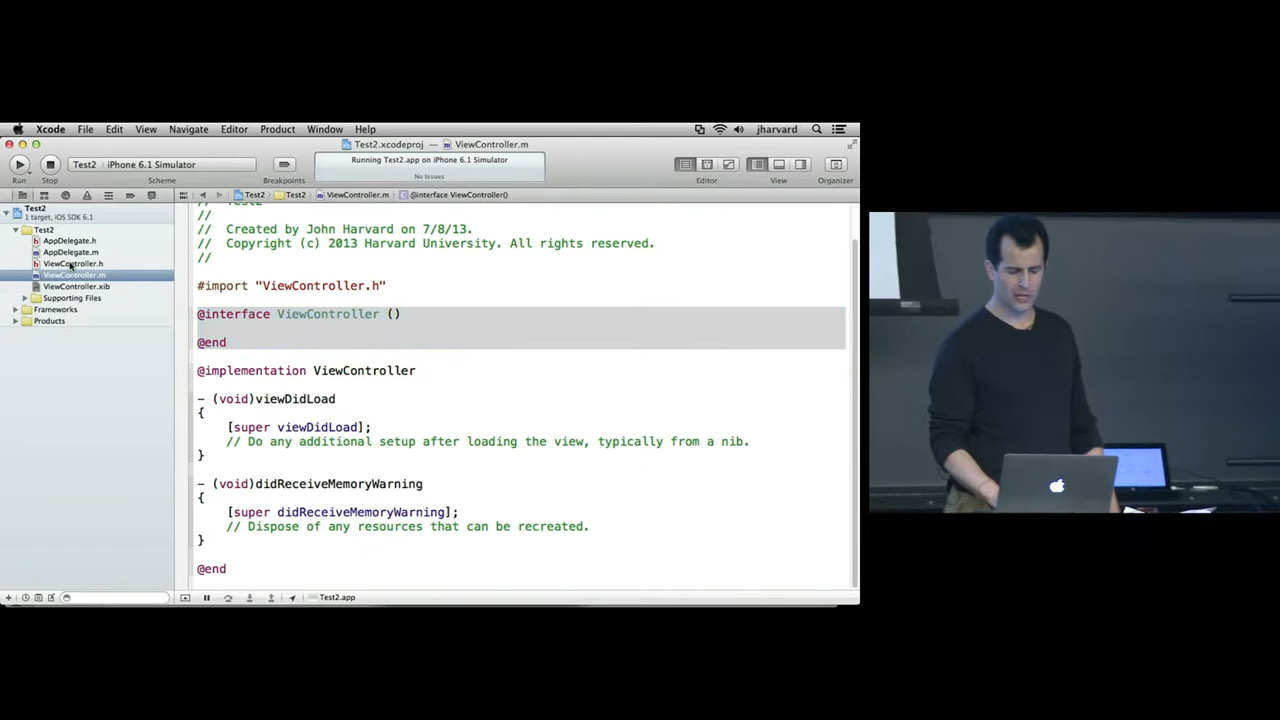 Xcode File Edit View Navigate Editor Product Window Help jharvard
Test2.xcodeproj — ViewController.m
Run Stop Test2 〉 iPhone 6.1 Simulator Running Test2.app on iPhone 6.1 Simulator
No Issues
Scheme Breakpoints Editor View Organizer
Test2 Test2 ViewController.m @interface ViewController()
Test2
1 target, iOS SDK 6.1
Test2
AppDelegate.h
AppDelegate.m
ViewController.h
ViewController.m
ViewController.xib
Supporting Files
Frameworks
Products
// Test2
//
// Created by John Harvard on 7/8/13.
// Copyright (c) 2013 Harvard University. All rights reserved.
//
#import "ViewController.h"
@interface ViewController ()
@end
@implementation ViewController
- (void)viewDidLoad
{
[super viewDidLoad];
// Do any additional setup after loading the view, typically from a nib.
}
- (void)didReceiveMemoryWarning
{
[super didReceiveMemoryWarning];
// Dispose of any resources that can be recreated.
}
@end
Test2.app